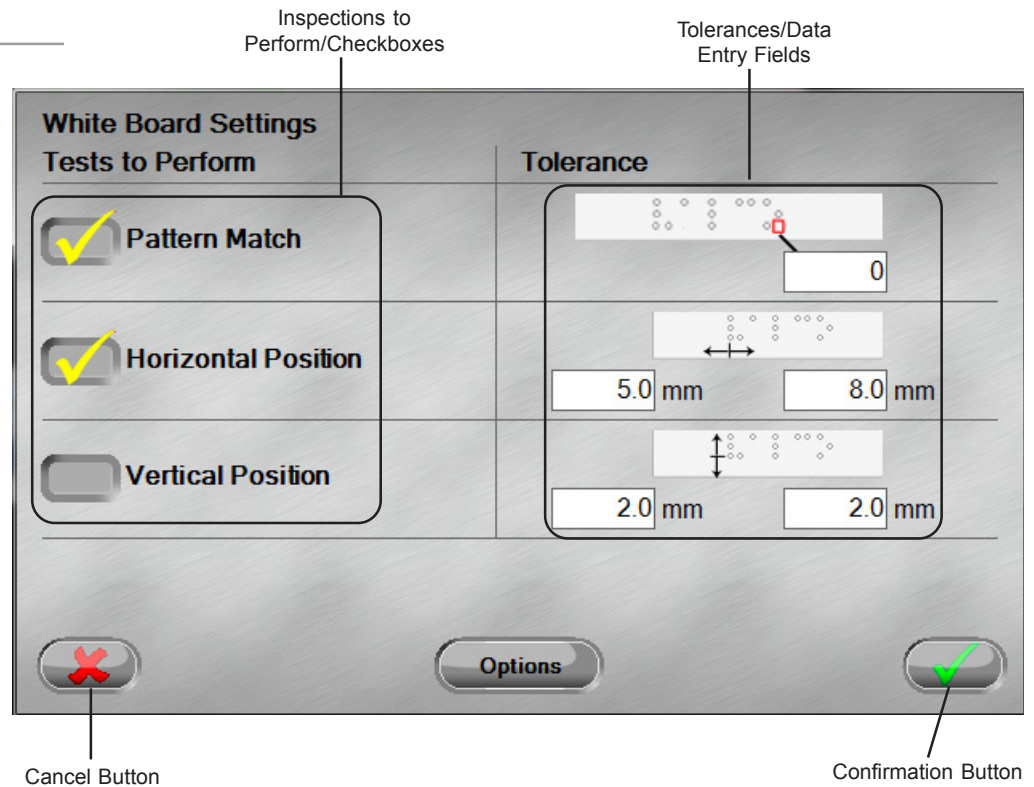 Inspections to
Perform/Checkboxes
Tolerances/Data
Entry Fields
White Board Settings
Tests to Perform
Tolerance
Pattern Match
0
Horizontal Position
5.0 mm
8.0 mm
Vertical Position
2.0 mm
2.0 mm
Options
Cancel Button
Confirmation Button